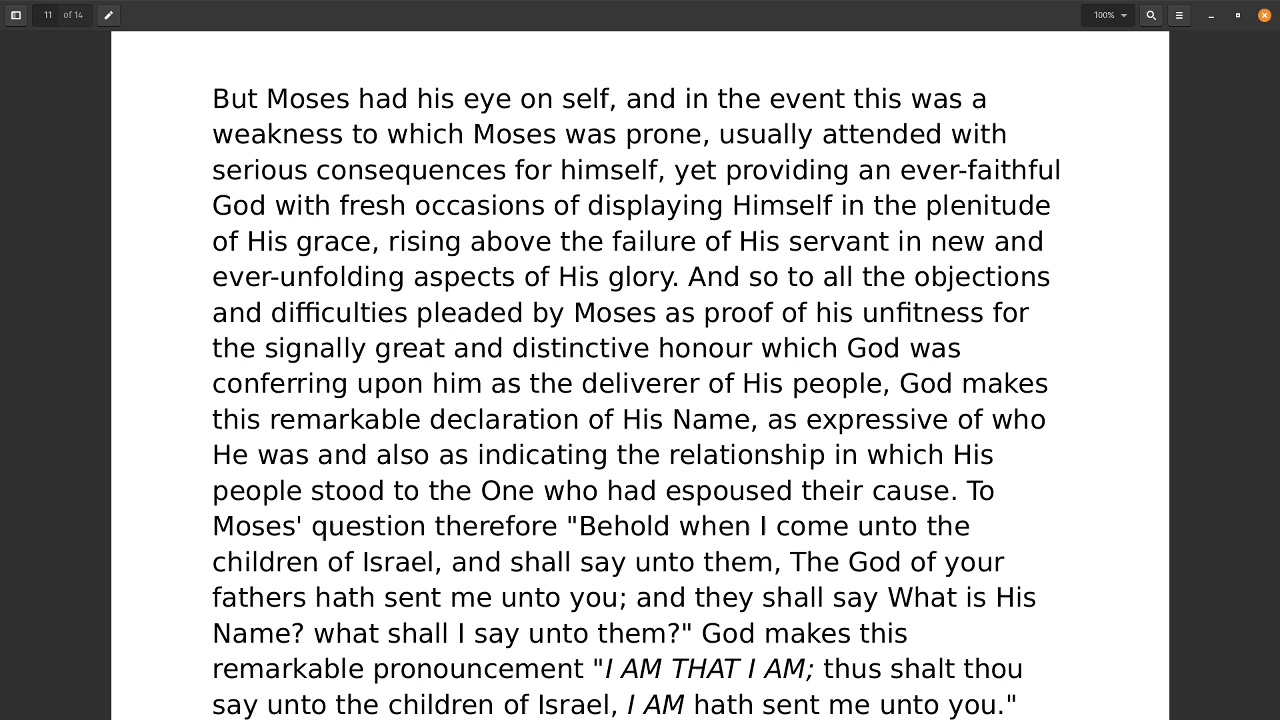 11 of 14
100%
But Moses had his eye on self, and in the event this was a
weakness to which Moses was prone, usually attended with
serious consequences for himself, yet providing an ever-faithful
God with fresh occasions of displaying Himself in the plenitude
of His grace, rising above the failure of His servant in new and
ever-unfolding aspects of His glory. And so to all the objections
and difficulties pleaded by Moses as proof of his unfitness for
the signally great and distinctive honour which God was
conferring upon him as the deliverer of His people, God makes
this remarkable declaration of His Name, as expressive of who
He was and also as indicating the relationship in which His
people stood to the One who had espoused their cause. To
Moses' question therefore "Behold when I come unto the
children of Israel, and shall say unto them, The God of your
fathers hath sent me unto you; and they shall say What is His
Name? what shall I say unto them?" God makes this
remarkable pronouncement "I AM THAT I AM; thus shalt thou
say unto the children of Israel, I AM hath sent me unto you."